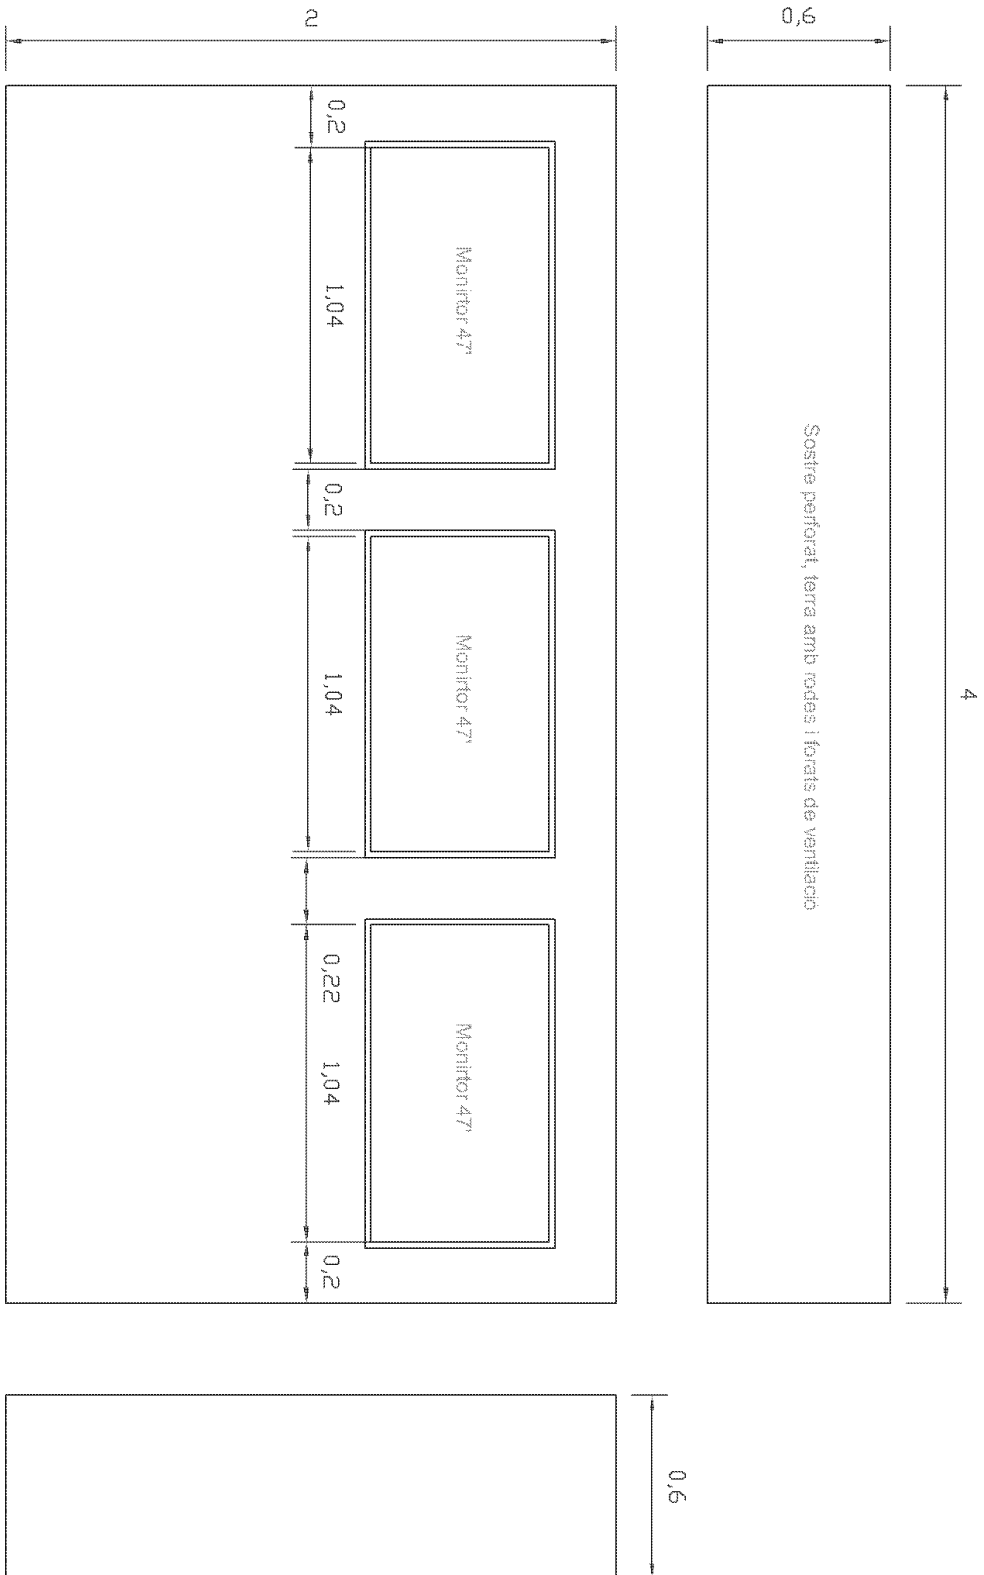 4
Sostre perforat, terra amb rodes i forats de ventilació
0,6
2
Monitor 47"
Monitor 47"
Monitor 47"
0,2
1,04
0,2
1,04
0,22
1,04
0,2
0,6